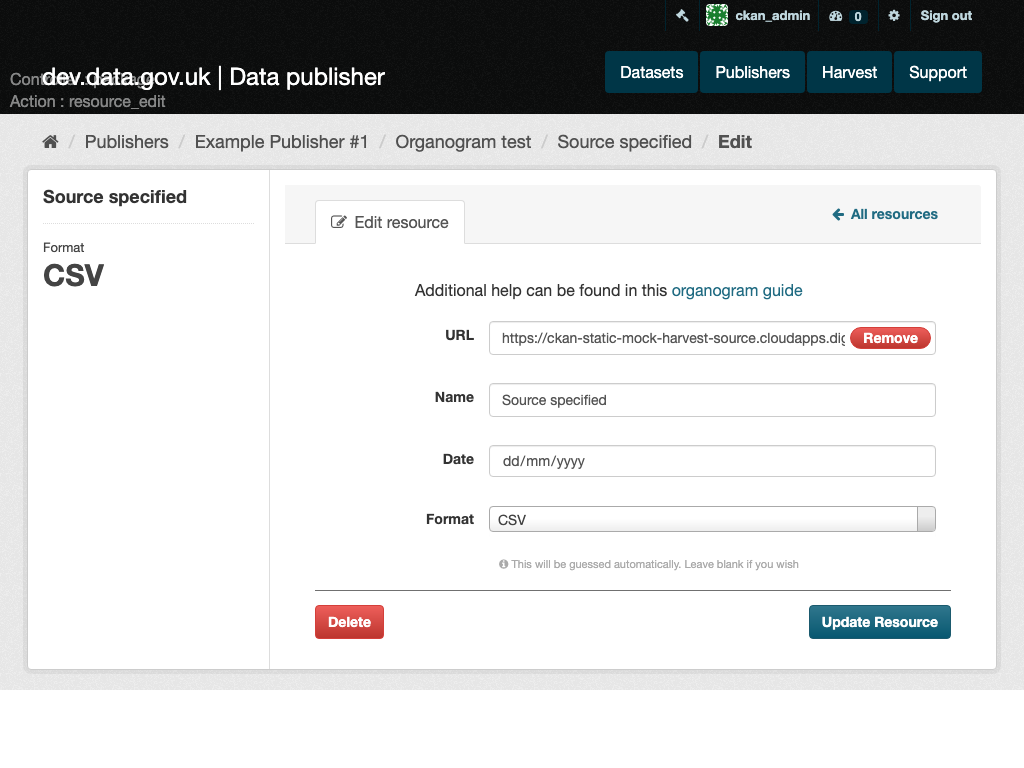 ckan_admin 0 Sign out
dev.data.gov.uk | Data publisher
Datasets Publishers Harvest Support
Action : resource_edit
/ Publishers / Example Publisher #1 / Organogram test / Source specified / Edit
Source specified
Format
CSV
Edit resource
All resources
Additional help can be found in this organogram guide
URL https://ckan-static-mock-harvest-source.cloudapps.dig Remove
Name Source specified
Date dd/mm/yyyy
Format CSV
This will be guessed automatically. Leave blank if you wish
Delete Update Resource